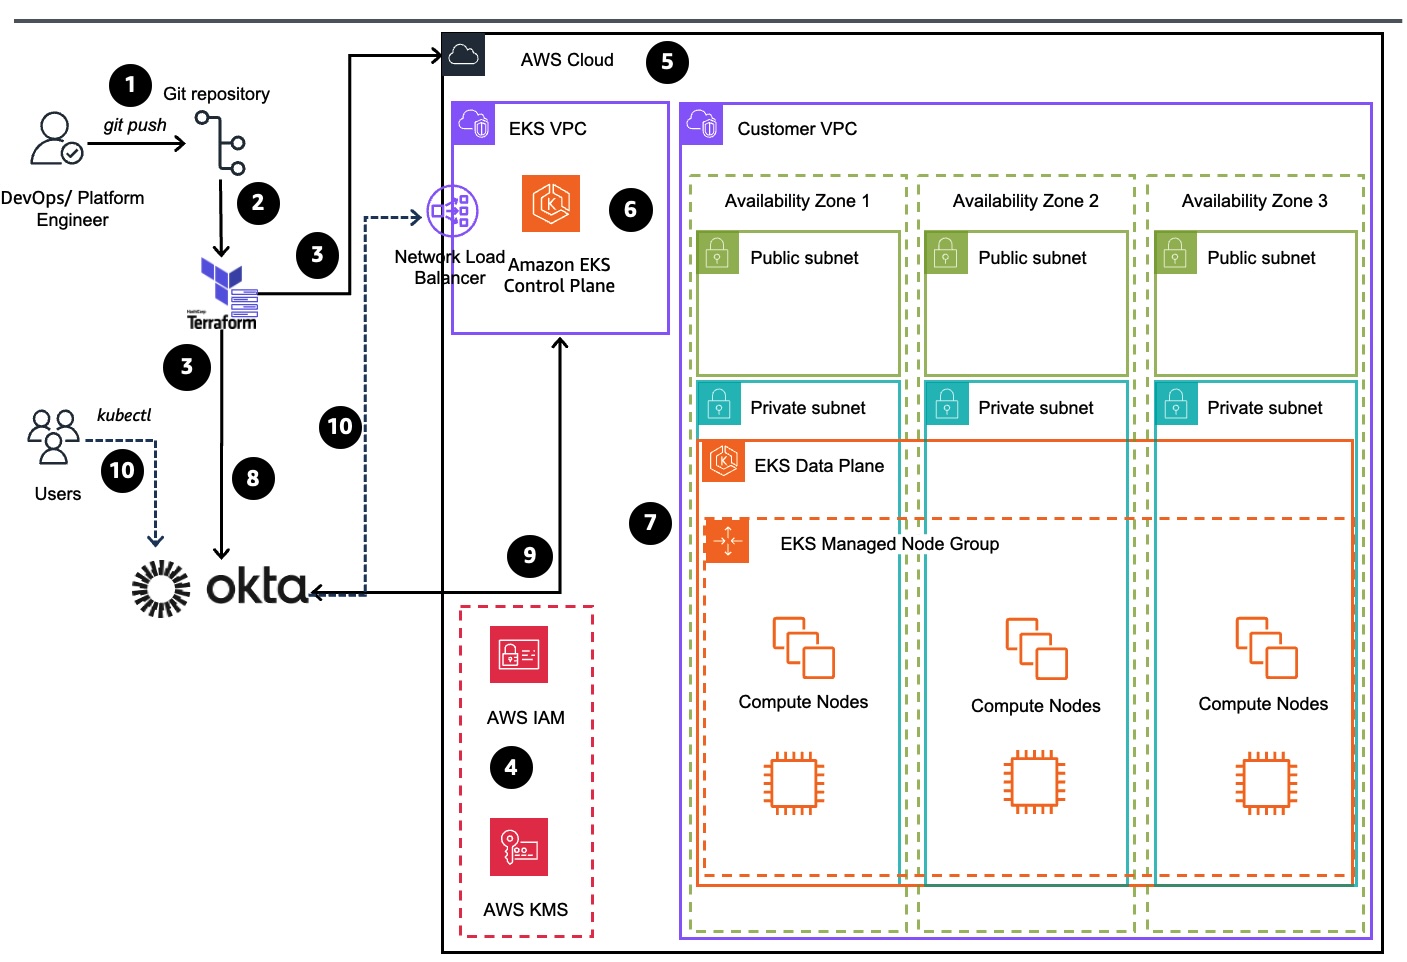 AWS Cloud
5
1
Git repository
git push
EKS VPC
Customer VPC
DevOps/ Platform
Engineer
2
6
Availability Zone 1
Availability Zone 2
Availability Zone 3
3
Network Load
Balancer
Amazon EKS
Control Plane
Public subnet
Public subnet
Public subnet
HashiCorp
Terraform
3
kubectl
10
Users
10
8
Private subnet
Private subnet
Private subnet
EKS Data Plane
7
EKS Managed Node Group
9
okta
AWS IAM
4
AWS KMS
Compute Nodes
Compute Nodes
Compute Nodes